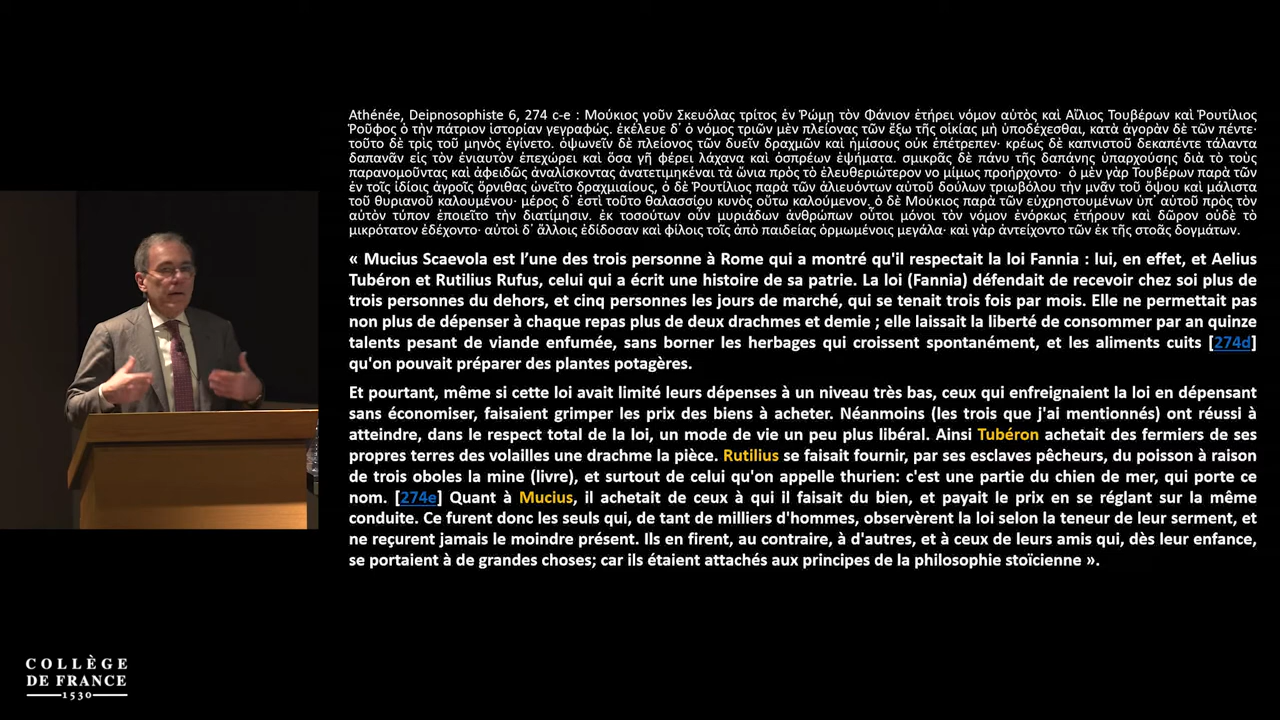 Athénée, Deipnosophiste 6, 274 c-e : Μούκιος γοῦν Σκευόλας τρίτος ἐν Ῥώμῃ τὸν Φάνιον ἐτήρει νόμον αὐτὸς καὶ Αἴλιος Τουβέρων καὶ Ῥουτίλιος
Ῥοῦφος ὁ τὴν πάτριον ἱστορίαν γεγραφώς. ἐκέλευε δ᾽ ὁ νόμος τριῶν μὲν πλείονας τῶν ἔξω τῆς οἰκίας μὴ ὑποδέχεσθαι, κατὰ ἀγορὰν δὲ τῶν πέντε·
τοῦτο δὲ τρὶς τοῦ μηνὸς ἐγίνετο. ὀψωνεῖν δὲ πλείονος τῶν δυεῖν δραχμῶν καὶ ἡμίσους οὐκ ἐπέτρεπεν· κρέως δὲ καπνιστοῦ δεκαπέντε τάλαντα
δαπανᾶν εἰς τὸν ἐνιαυτὸν ἐπεχώρει καὶ ὅσα γῆ φέρει λάχανα καὶ ὀσπρέων ἑψήματα. σμικρᾶς δὲ πάνυ τῆς δαπάνης ὑπαρχούσης διὰ τὸ τοὺς
παρανομοῦντας καὶ ἀφειδῶς ἀναλίσκοντας ἀνατετιμηκέναι τὰ ὤνια πρὸς τὸ ἐλευθεριώτερον νο μίμως προήρχοντο· ὁ μὲν γὰρ Τουβέρων παρὰ τῶν
ἐν τοῖς ἰδίοις ἀγροῖς ὄρνιθας ὠνεῖτο δραχμιαίους, ὁ δὲ Ῥουτίλιος παρὰ τῶν ἁλιευόντων αὐτοῦ δούλων τριωβόλου τὴν μνᾶν τοῦ ὄψου καὶ μάλιστα
τοῦ θυριανοῦ καλουμένου· μέρος δ᾽ ἐστὶ τοῦτο θαλασσίου κυνὸς οὕτω καλούμενον. ὁ δὲ Μούκιος παρὰ τῶν εὐχρηστουμένων ὑπ᾽ αὐτοῦ πρὸς τὸν
αὐτὸν τύπον ἐποιεῖτο τὴν διατίμησιν. ἐκ τοσούτων οὖν μυριάδων ἀνθρώπων οὗτοι μόνοι τὸν νόμον ἐνόρκως ἐτήρουν καὶ δῶρον οὐδὲ τὸ
μικρότατον ἐδέχοντο· αὐτοὶ δ᾽ ἄλλοις ἐδίδοσαν καὶ φίλοις τοῖς ἀπὸ παιδείας ὁρμωμένοις μεγάλα· καὶ γὰρ ἀντείχοντο τῶν ἐκ τῆς στοᾶς δογμάτων.
« Mucius Scaevola est l'une des trois personne à Rome qui a montré qu'il respectait la loi Fannia : lui, en effet, et Aelius
Tubéron et Rutilius Rufus, celui qui a écrit une histoire de sa patrie. La loi (Fannia) défendait de recevoir chez soi plus de
trois personnes du dehors, et cinq personnes les jours de marché, qui se tenait trois fois par mois. Elle ne permettait pas
non plus de dépenser à chaque repas plus de deux drachmes et demie ; elle laissait la liberté de consommer par an quinze
talents pesant de viande enfumée, sans borner les herbages qui croissent spontanément, et les aliments cuits [274d]
qu'on pouvait préparer des plantes potagères.
Et pourtant, même si cette loi avait limité leurs dépenses à un niveau très bas, ceux qui enfreignaient la loi en dépensant
sans économiser, faisaient grimper les prix des biens à acheter. Néanmoins (les trois que j'ai mentionnés) ont réussi à
atteindre, dans le respect total de la loi, un mode de vie un peu plus libéral. Ainsi Tubéron achetait des fermiers de ses
propres terres des volailles une drachme la pièce. Rutilius se faisait fournir, par ses esclaves pêcheurs, du poisson à raison
de trois oboles la mine (livre), et surtout de celui qu'on appelle thurien: c'est une partie du chien de mer, qui porte ce
nom. [274e] Quant à Mucius, il achetait de ceux à qui il faisait du bien, et payait le prix en se réglant sur la même
conduite. Ce furent donc les seuls qui, de tant de milliers d'hommes, observèrent la loi selon la teneur de leur serment, et
ne reçurent jamais le moindre présent. Ils en firent, au contraire, à d'autres, et à ceux de leurs amis qui, dès leur enfance,
se portaient à de grandes choses; car ils étaient attachés aux principes de la philosophie stoïcienne ».
COLLÈGE
DE FRANCE
1530